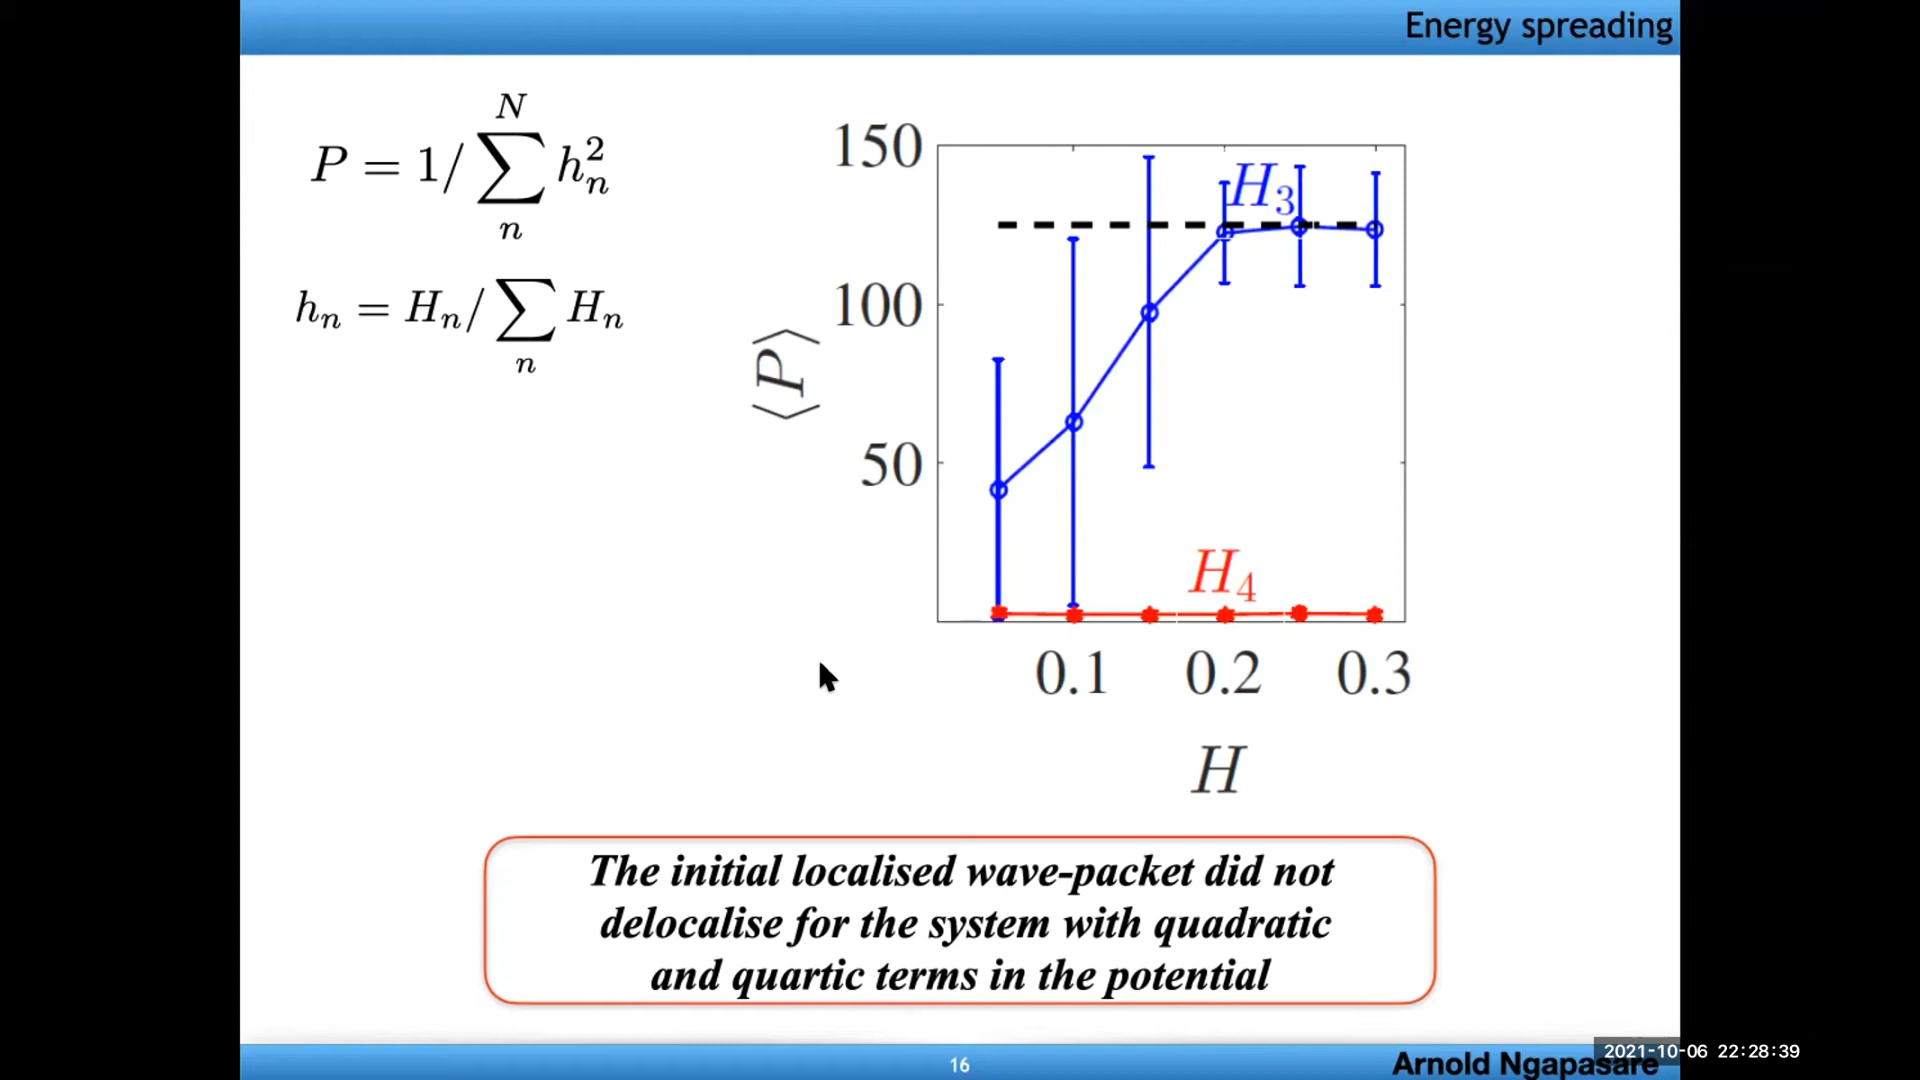 Energy spreading
P = 1/ \sum_{n}^{N} h_n^2
h_n = H_n / \sum_{n} H_n
150
100
50
⟨P⟩
H_3
H_4
0.1 0.2 0.3
H
The initial localised wave-packet did not
delocalise for the system with quadratic
and quartic terms in the potential
16
Arnold Ngapasare
2021-10-06 22:28:39